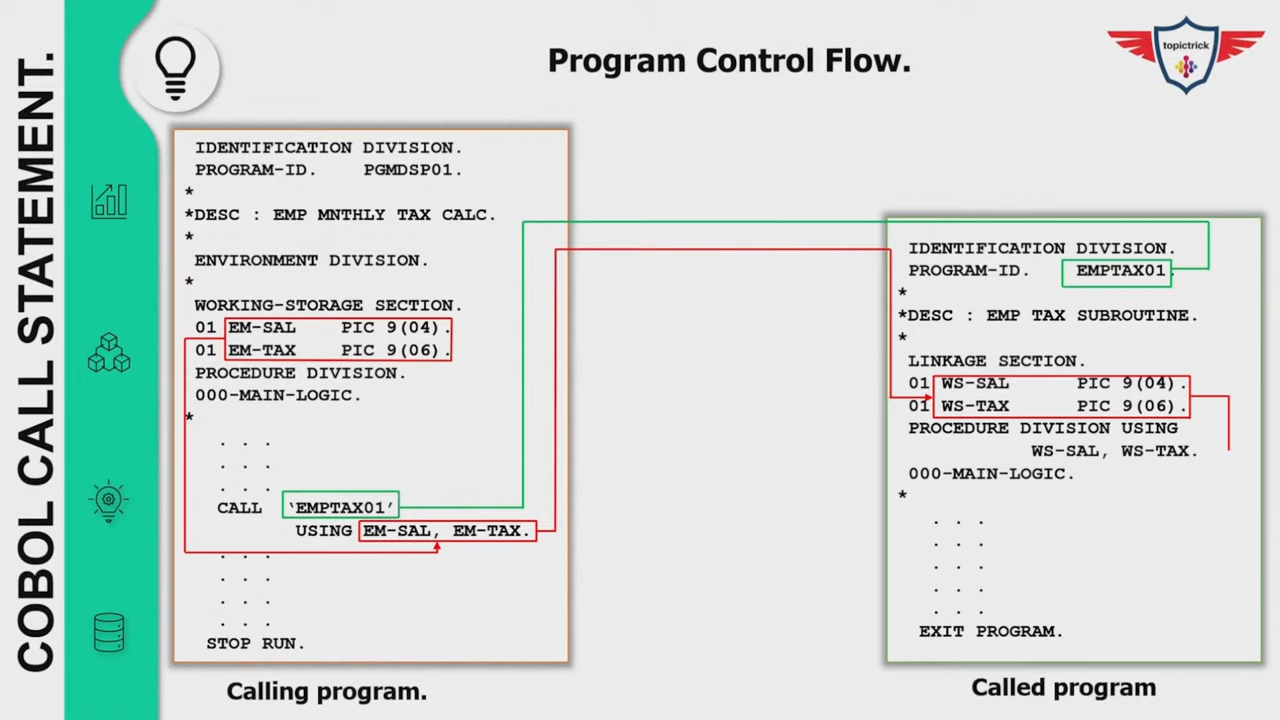 COBOL CALL STATEMENT.
Program Control Flow.
topictrick
IDENTIFICATION DIVISION.
PROGRAM-ID. PGMDSP01.
*
*DESC : EMP MNTHLY TAX CALC.
*
ENVIRONMENT DIVISION.
*
WORKING-STORAGE SECTION.
01 EM-SAL PIC 9(04).
01 EM-TAX PIC 9(06).
PROCEDURE DIVISION.
000-MAIN-LOGIC.
*
. . .
. . .
. . .
CALL ‘EMPTAX01’
USING EM-SAL, EM-TAX.
. . .
. . .
. . .
. . .
STOP RUN.
Calling program.
IDENTIFICATION DIVISION.
PROGRAM-ID. EMPTAX01.
*
*DESC : EMP TAX SUBROUTINE.
*
LINKAGE SECTION.
01 WS-SAL PIC 9(04).
01 WS-TAX PIC 9(06).
PROCEDURE DIVISION USING
WS-SAL, WS-TAX.
000-MAIN-LOGIC.
*
. . .
. . .
. . .
. . .
. . .
EXIT PROGRAM.
Called program